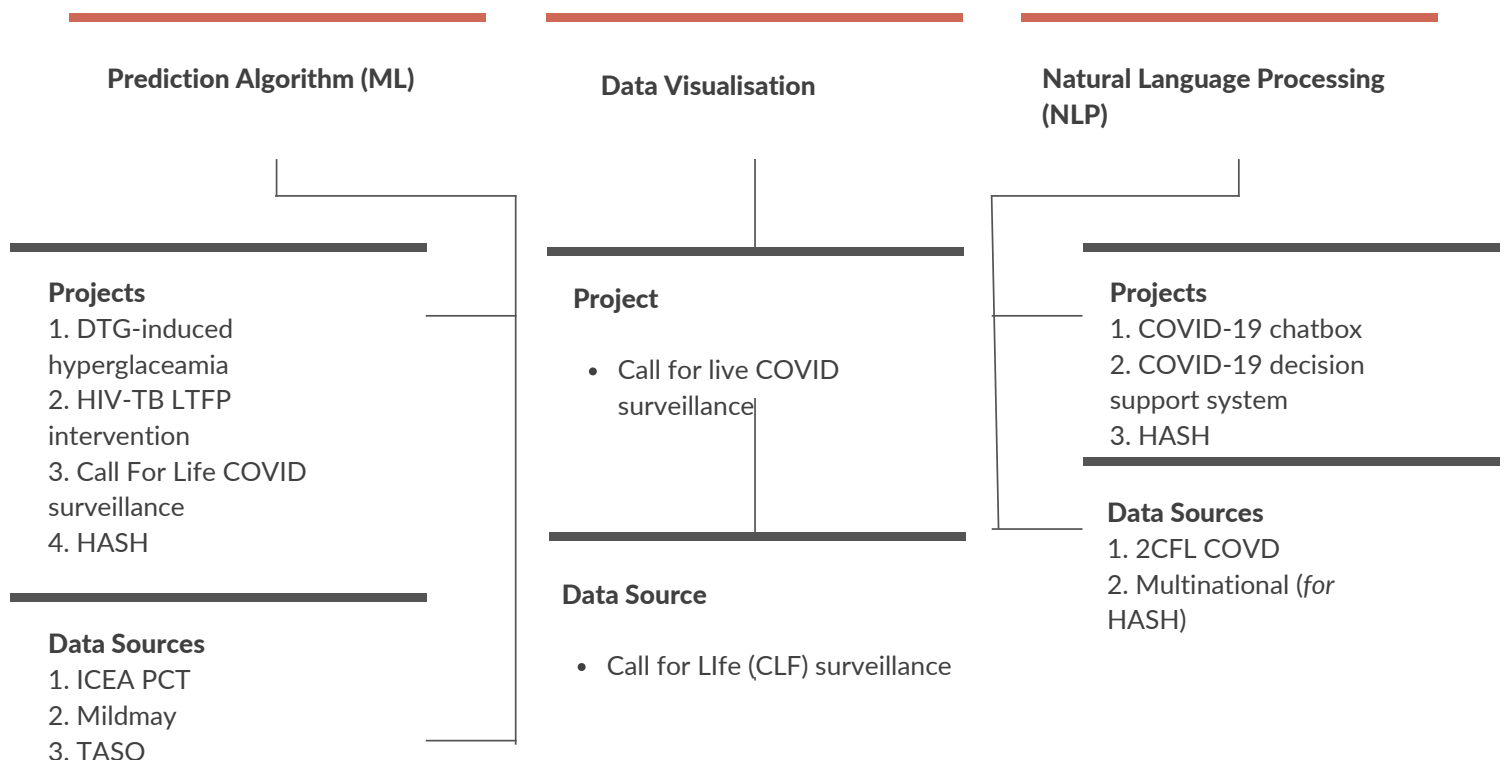 Prediction Algorithm (ML)
Data Visualisation
Natural Language Processing
(NLP)
Projects
1. DTG-induced
hyperglaceamia
2. HIV-TB LTFP
intervention
3. Call For Life COVID
surveillance
4. HASH
Data Sources
1. ICEA PCT
2. Mildmay
3. TASO
Project
• Call for live COVID
surveillance
Data Source
• Call for LIfe (CLF) surveillance
Projects
1. COVID-19 chatbox
2. COVID-19 decision
support system
3. HASH
Data Sources
1. 2CFL COVD
2. Multinational (for
HASH)